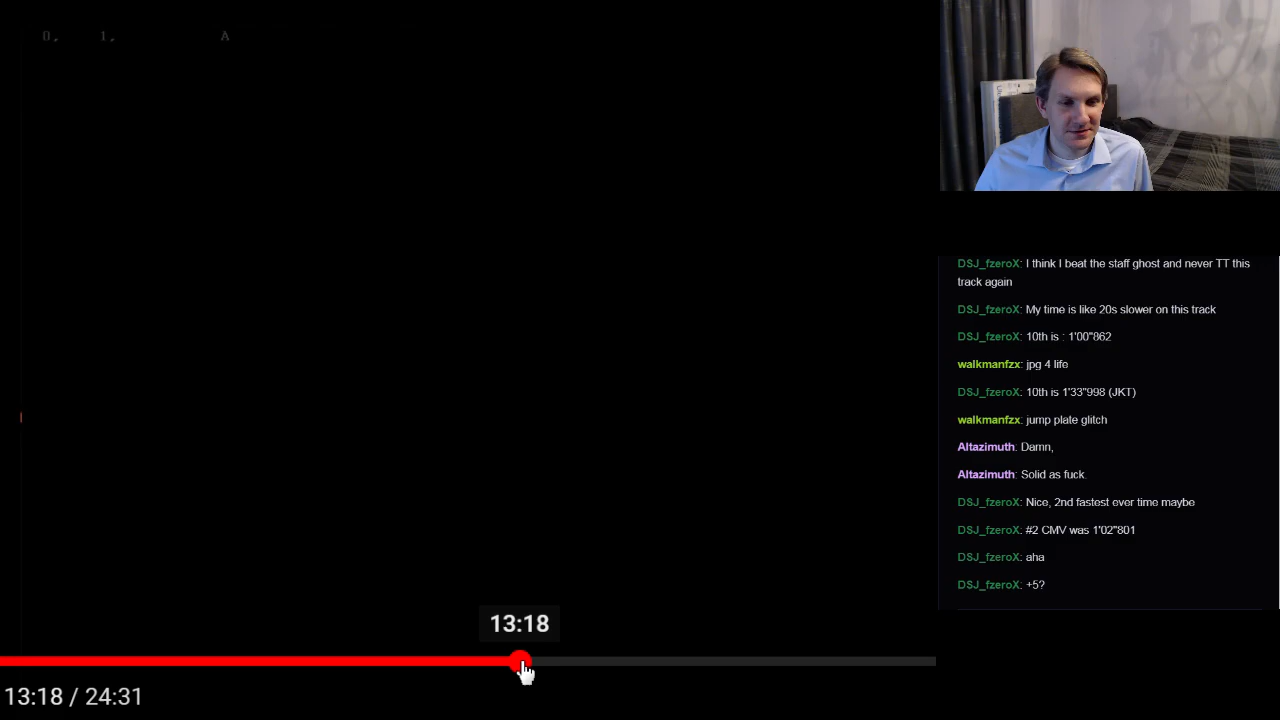 0, 1, A
DSJ_fzeroX: I think I beat the staff ghost and never TT this
track again
DSJ_fzeroX: My time is like 20s slower on this track
DSJ_fzeroX: 10th is : 1'00"862
walkmanfzx: jpg 4 life
DSJ_fzeroX: 10th is 1'33"998 (JKT)
walkmanfzx: jump plate glitch
Altazimuth: Damn,
Altazimuth: Solid as fuck.
DSJ_fzeroX: Nice, 2nd fastest ever time maybe
DSJ_fzeroX: #2 CMV was 1'02"801
DSJ_fzeroX: aha
DSJ_fzeroX: +5?
13:18
13:18 / 24:31